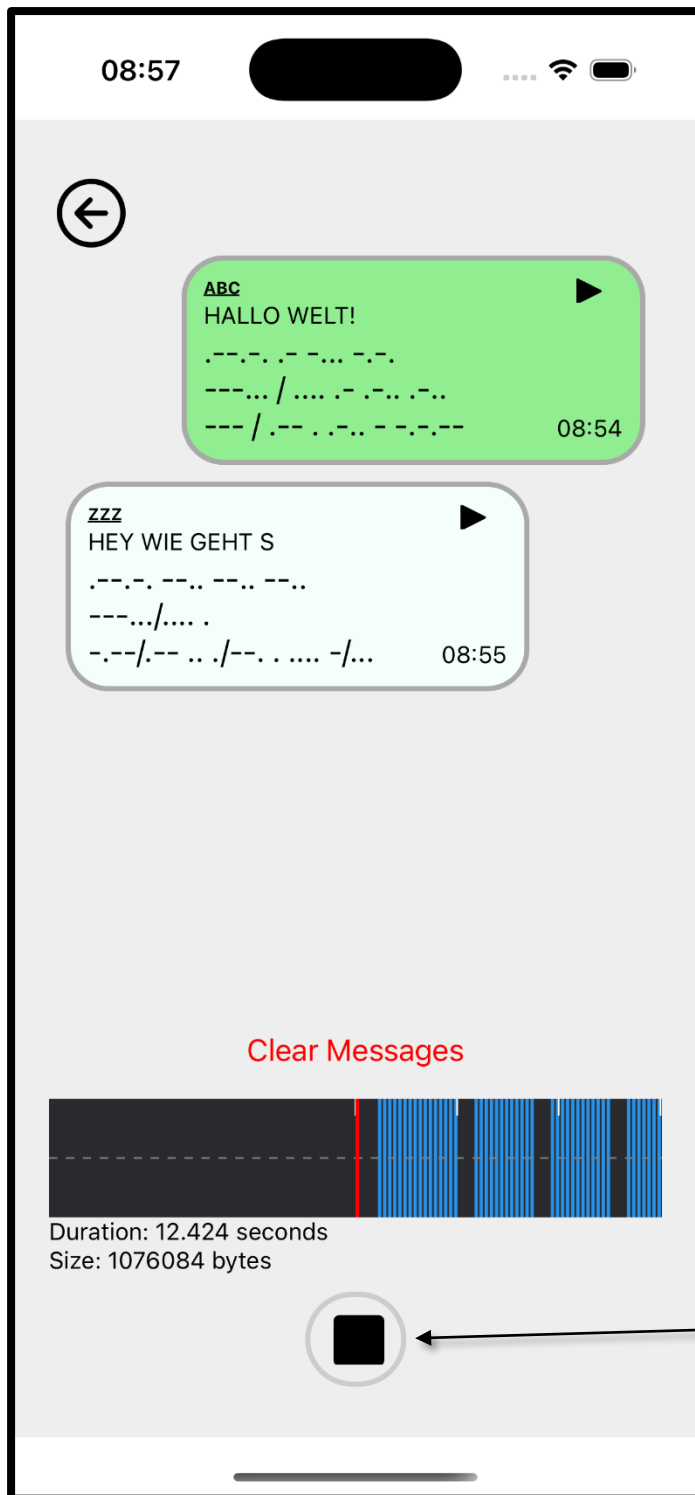 08:57
ABC
HALLO WELT!
.--.-. .- -... -.-.
---... / .... .- .-.. .-..
--- / .-- . .-.. - -.-.--
08:54
ZZZ
HEY WIE GEHT S
.--.-. --.. --.. --..
---.../.... .
-.--/.-- .. ./--. . .... -/...
08:55
Clear Messages
Duration: 12.424 seconds
Size: 1076084 bytes